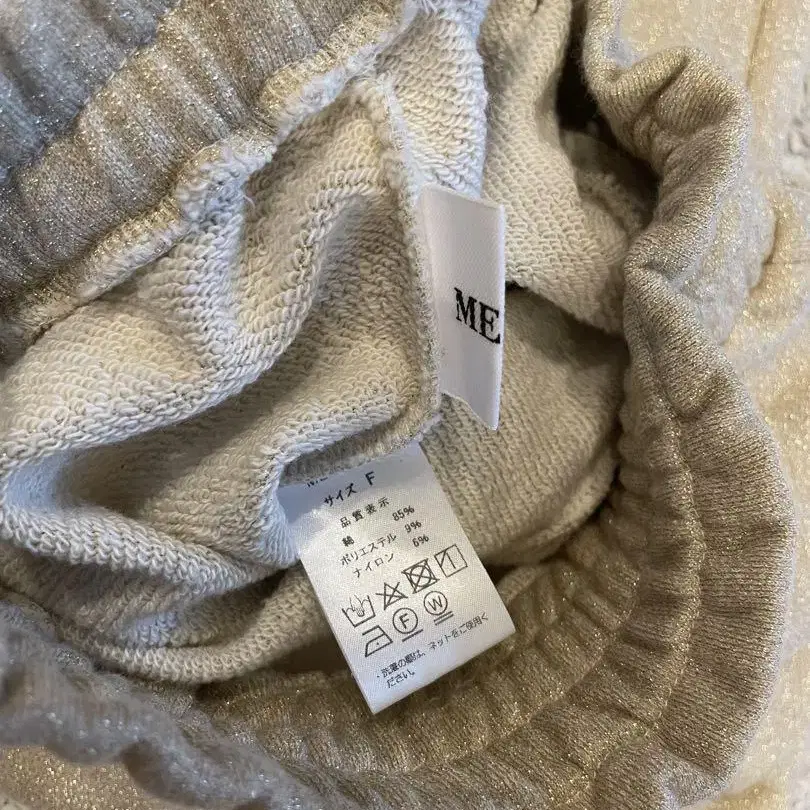 ME
サイズ F
品質表示
綿 85%
ポリエステル 9%
ナイロン 6%
F W
・洗濯の際は、ネットをご使用く
ださい。